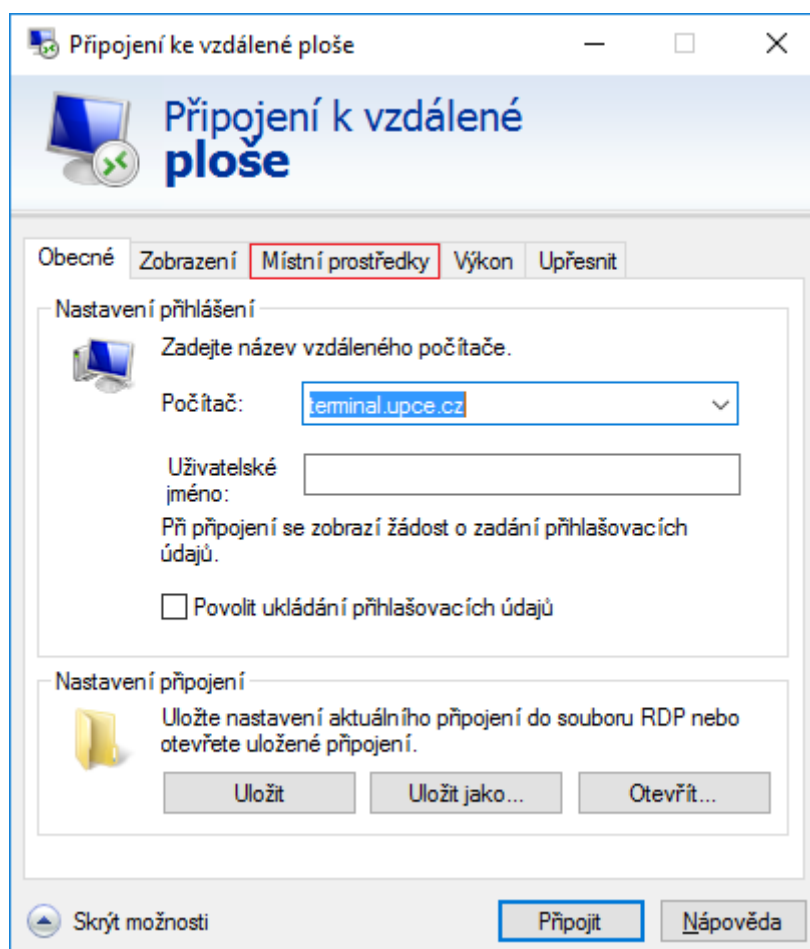 Připojení ke vzdálené ploše
Připojení k vzdálené
ploše
Obecné Zobrazení Místní prostředky Výkon Upřesnit
Nastavení přihlášení
Zadejte název vzdáleného počítače.
Počítač: terminal.upce.cz
Uživatelské
jméno:
Při připojení se zobrazí žádost o zadání přihlašovacích
údajů.
Povolit ukládání přihlašovacích údajů
Nastavení připojení
Uložte nastavení aktuálního připojení do souboru RDP nebo
otevřete uložené připojení.
Uložit Uložit jako... Otevřít...
Skrýt možnosti Připojit Nápověda